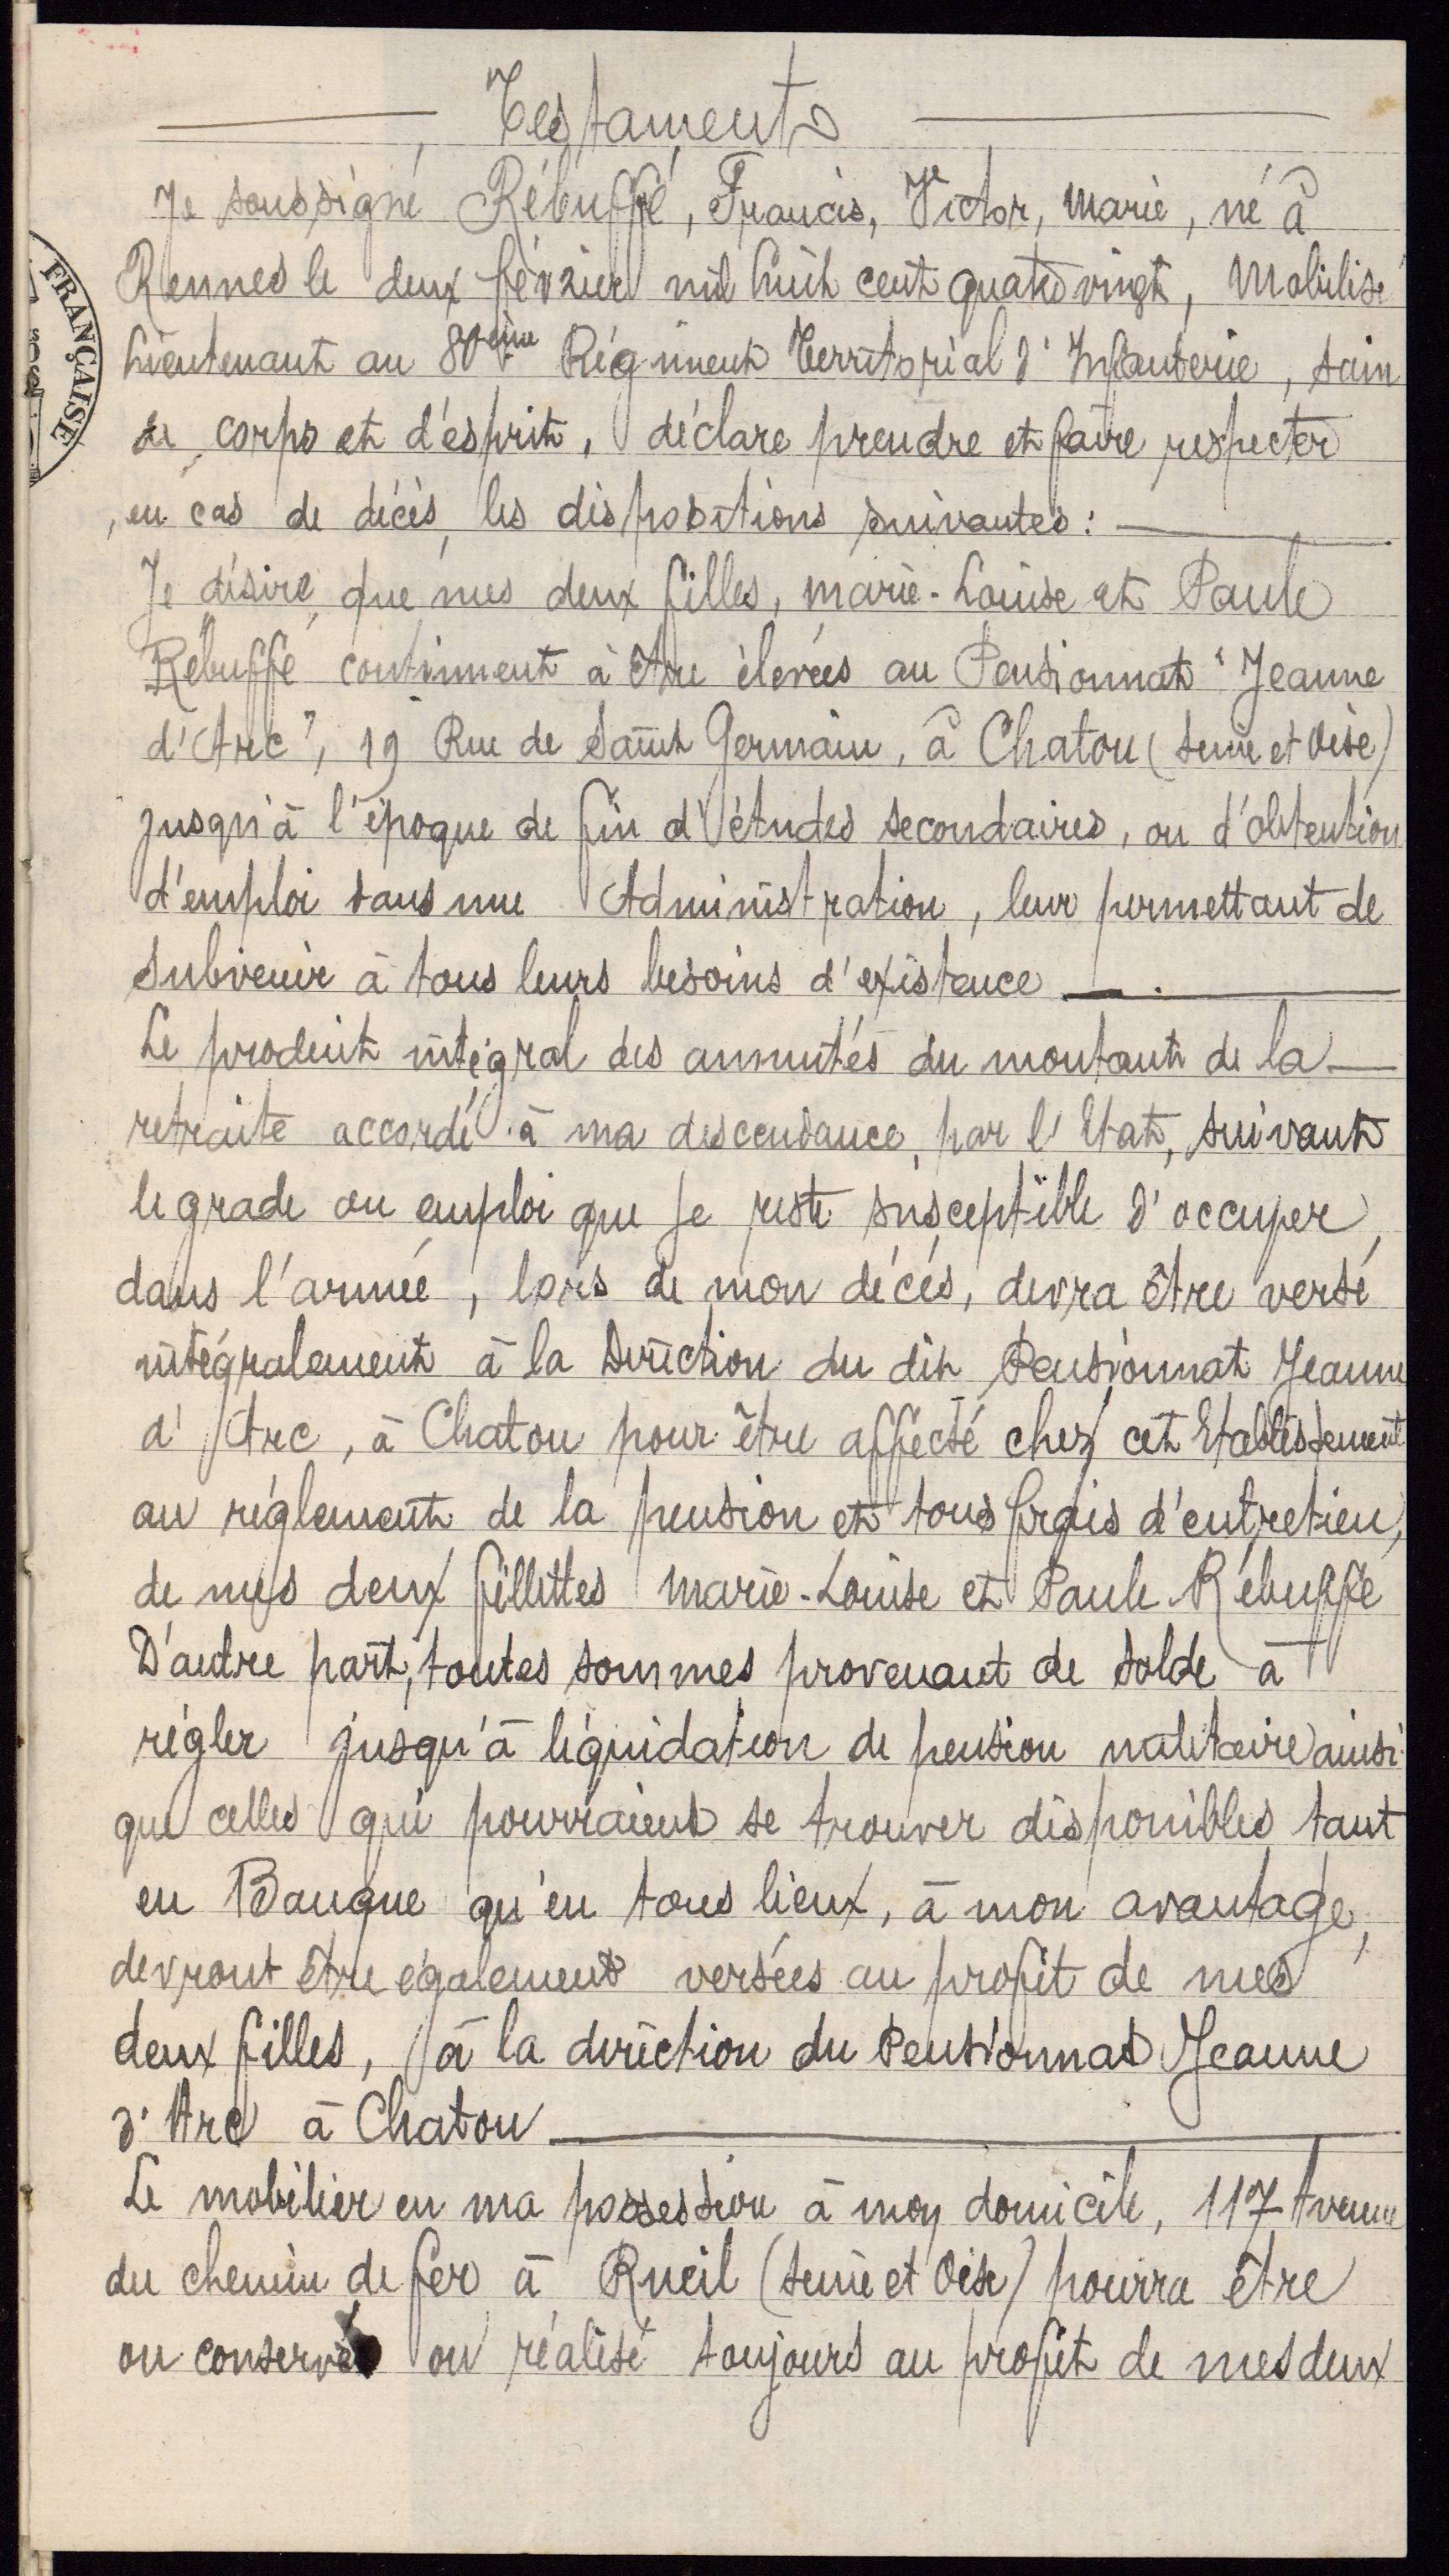 Testament
Je soussigné Rébuffé, Francis, Victor, Marie, né à
Rennes le deux février mil huit cent quatre vingt, Mobilisé
Lieutenant au 80ème Régiment Territorial d'Infanterie, sain
de corps et d'esprit, déclare prendre et faire respecter
en cas de décès, les dispositions suivantes :
Je désire que mes deux filles, Marie-Louise et Paule
Rébuffé continuent à être élevées au Pensionnat "Jeanne
d'Arc", 19 Rue de Saint Germain, à Chatou (Seine et Oise)
jusqu'à l'époque de fin d'études secondaires, ou d'obtention
d'emploi dans une Administration, leur permettant de
subvenir à tous leurs besoins d'existence .
Le produit intégral des annuités du montant de la
retraite accordé à ma descendance, par l'Etat, suivant
le grade ou emploi que je reste susceptible d'occuper,
dans l'armée, lors de mon décés, devra être versé
intégralement à la Direction du dit Pensionnat Jeanne
d'Arc, à Chatou pour être affecté chez cet Etablissement
au réglement de la pension et tous frais d'entretien,
de mes deux fillettes Marie-Louise et Paule Rébuffé
D'autre part, toutes sommes provenant de solde à
régler jusqu'à liquidation de pension militaire ainsi
que celles qui pourraient se trouver disponibles tant
en Banque qu'en tous lieux, à mon avantage,
devront être également versées au profit de mes
deux filles, à la direction du Pensionnat Jeanne
d'Arc à Chatou
Le mobilier en ma possession à mon domicile, 117 Avenue
du chemin de fer à Rueil (Seine et Oise) pourra être
ou conservé ou réalisé toujours au profit de mes deux
FRANÇAISE